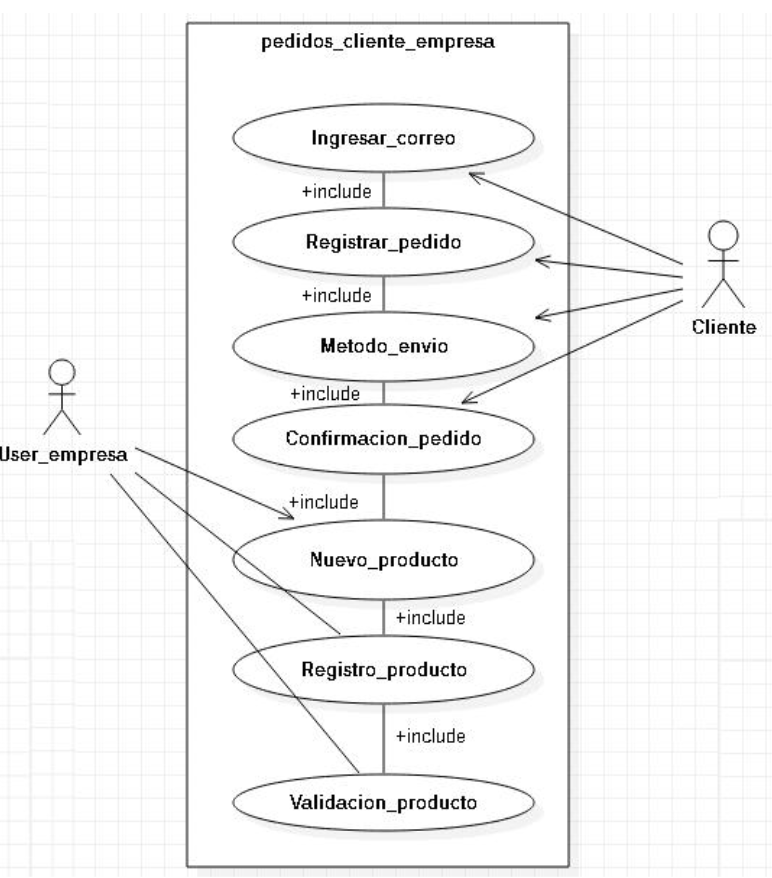 pedidos_cliente_empresa
Ingresar_correo
+include
Registrar_pedido
+include
Cliente
Metodo_envio
+include
Confirmacion_pedido
User_empresa
+include
Nuevo_producto
+include
Registro_producto
+include
Validacion_producto